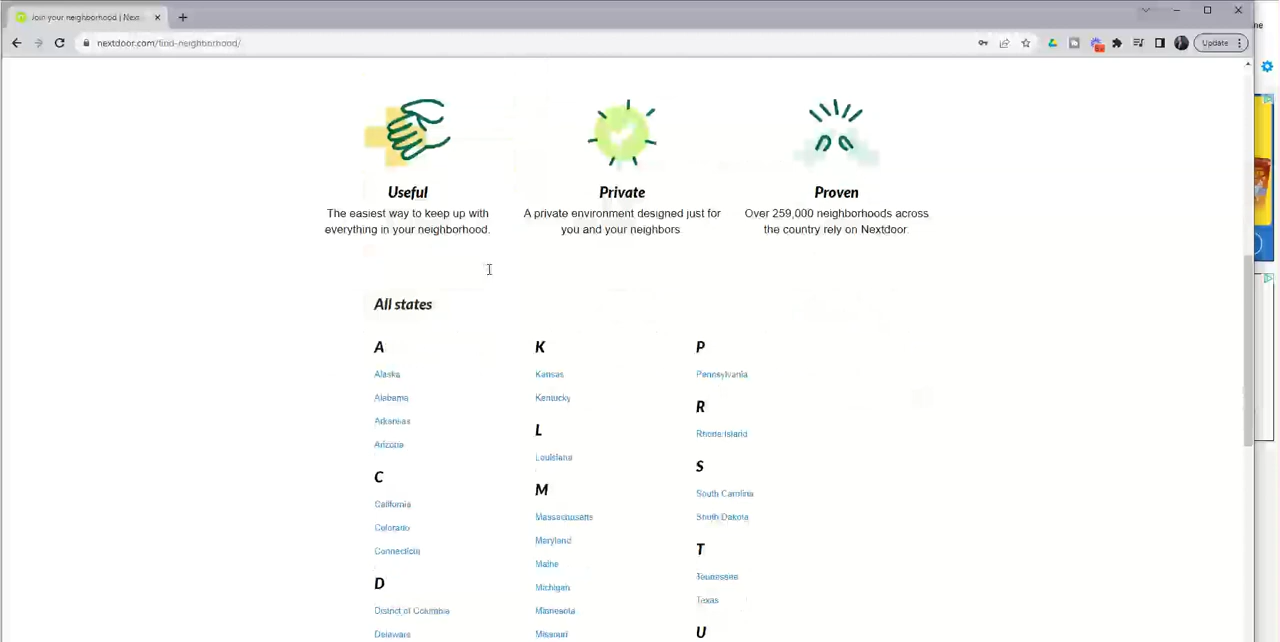 Join your neighborhood | Next
nextdoor.com/find-neighborhood/
Update
Useful
The easiest way to keep up with
everything in your neighborhood.
Private
A private environment designed just for
you and your neighbors.
Proven
Over 259,000 neighborhoods across
the country rely on Nextdoor.
All states
A
Alaska
Alabama
Arkansas
Arizona
C
California
Colorado
Connecticut
D
District of Columbia
Delaware
K
Kansas
Kentucky
L
Louisiana
M
Massachusetts
Maryland
Maine
Michigan
Minnesota
Missouri
P
Pennsylvania
R
Rhode Island
S
South Carolina
South Dakota
T
Tennessee
Texas
U